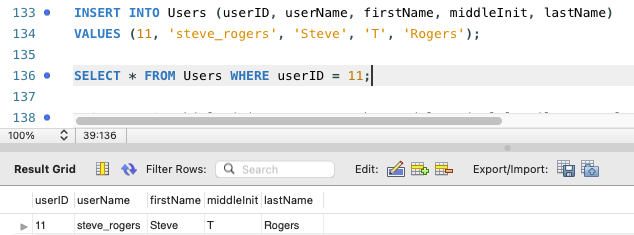 133 INSERT INTO Users (userID, userName, firstName, middleInit, lastName)
134 VALUES (11, 'steve_rogers', 'Steve', 'T', 'Rogers');
135
136 SELECT * FROM Users WHERE userID = 11;
137
138
100% 39:136
Result Grid Filter Rows: Search Edit: Export/Import:
userID userName firstName middleInit lastName
11 steve_rogers Steve T Rogers